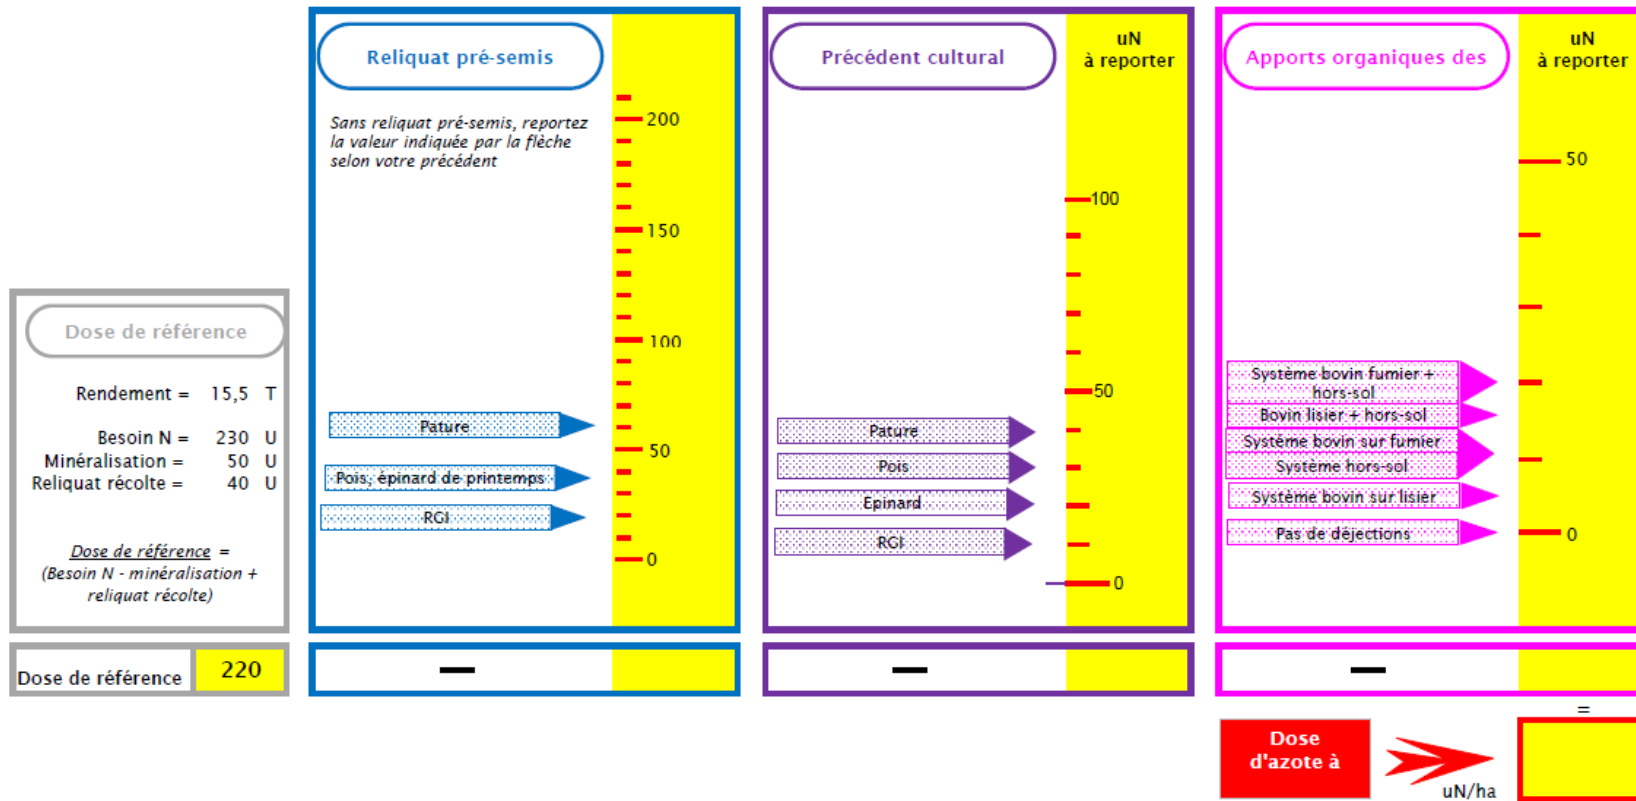 Dose de référence
Rendement = 15,5 T
Besoin N = 230 U
Minéralisation = 50 U
Reliquat récolte = 40 U
Dose de référence =
(Besoin N - minéralisation +
reliquat récolte)
Dose de référence 220
Reliquat pré-semis
Sans reliquat pré-semis, reportez
la valeur indiquée par la flèche
selon votre précédent
200
150
100
50
0
Pature
Pois, épinard de printemps
RGI
—
Précédent cultural
uN
à reporter
100
50
0
Pature
Pois
Epinard
RGI
—
Apports organiques des
uN
à reporter
50
0
Système bovin fumier +
hors-sol
Bovin lisier + hors-sol
Système bovin sur fumier
Système hors-sol
Système bovin sur lisier
Pas de déjections
—
=
Dose
d'azote à
uN/ha